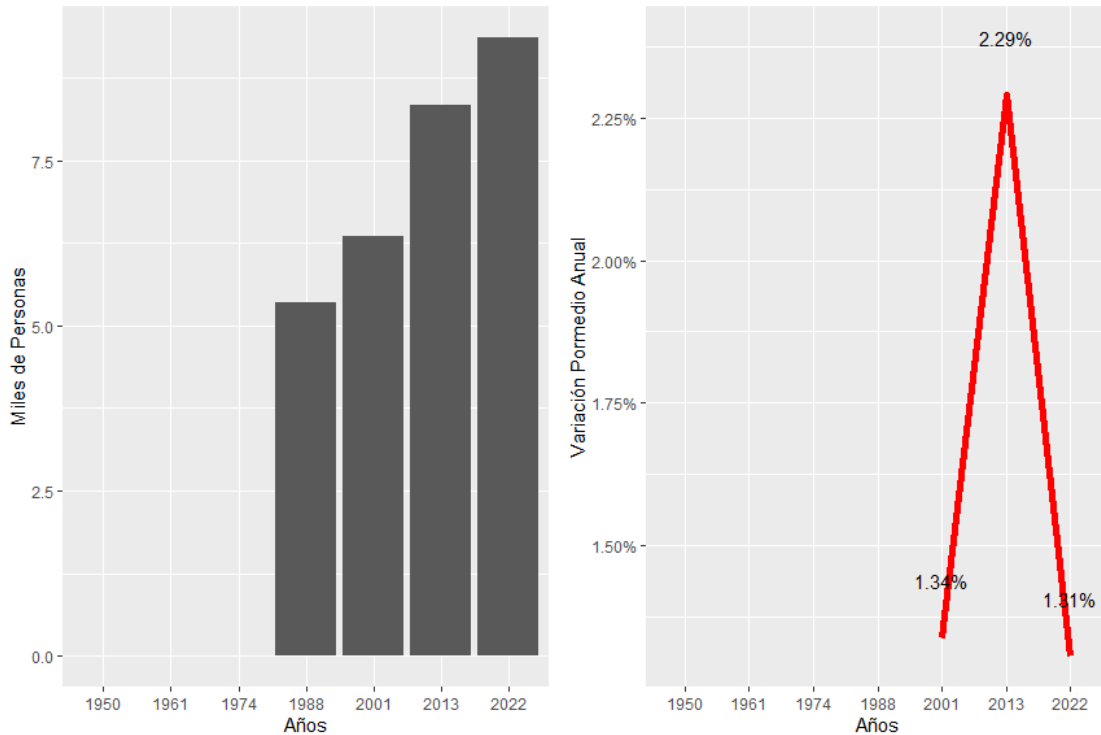 7.5
5.0
2.5
0.0
Miles de Personas
1950 1961 1974 1988 2001 2013 2022
Años
2.25%
2.00%
1.75%
1.50%
Variación Pormedio Anual
2.29%
1.34%
1.31%
1950 1961 1974 1988 2001 2013 2022
Años